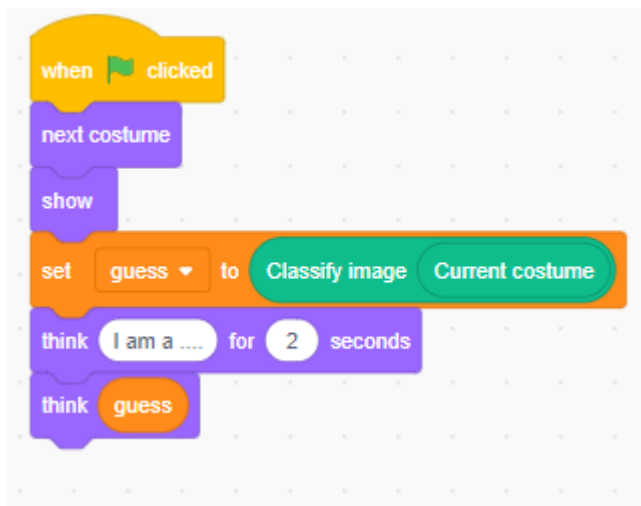 when clicked
next costume
show
set guess to Classify image Current costume
think I am a .... for 2 seconds
think guess